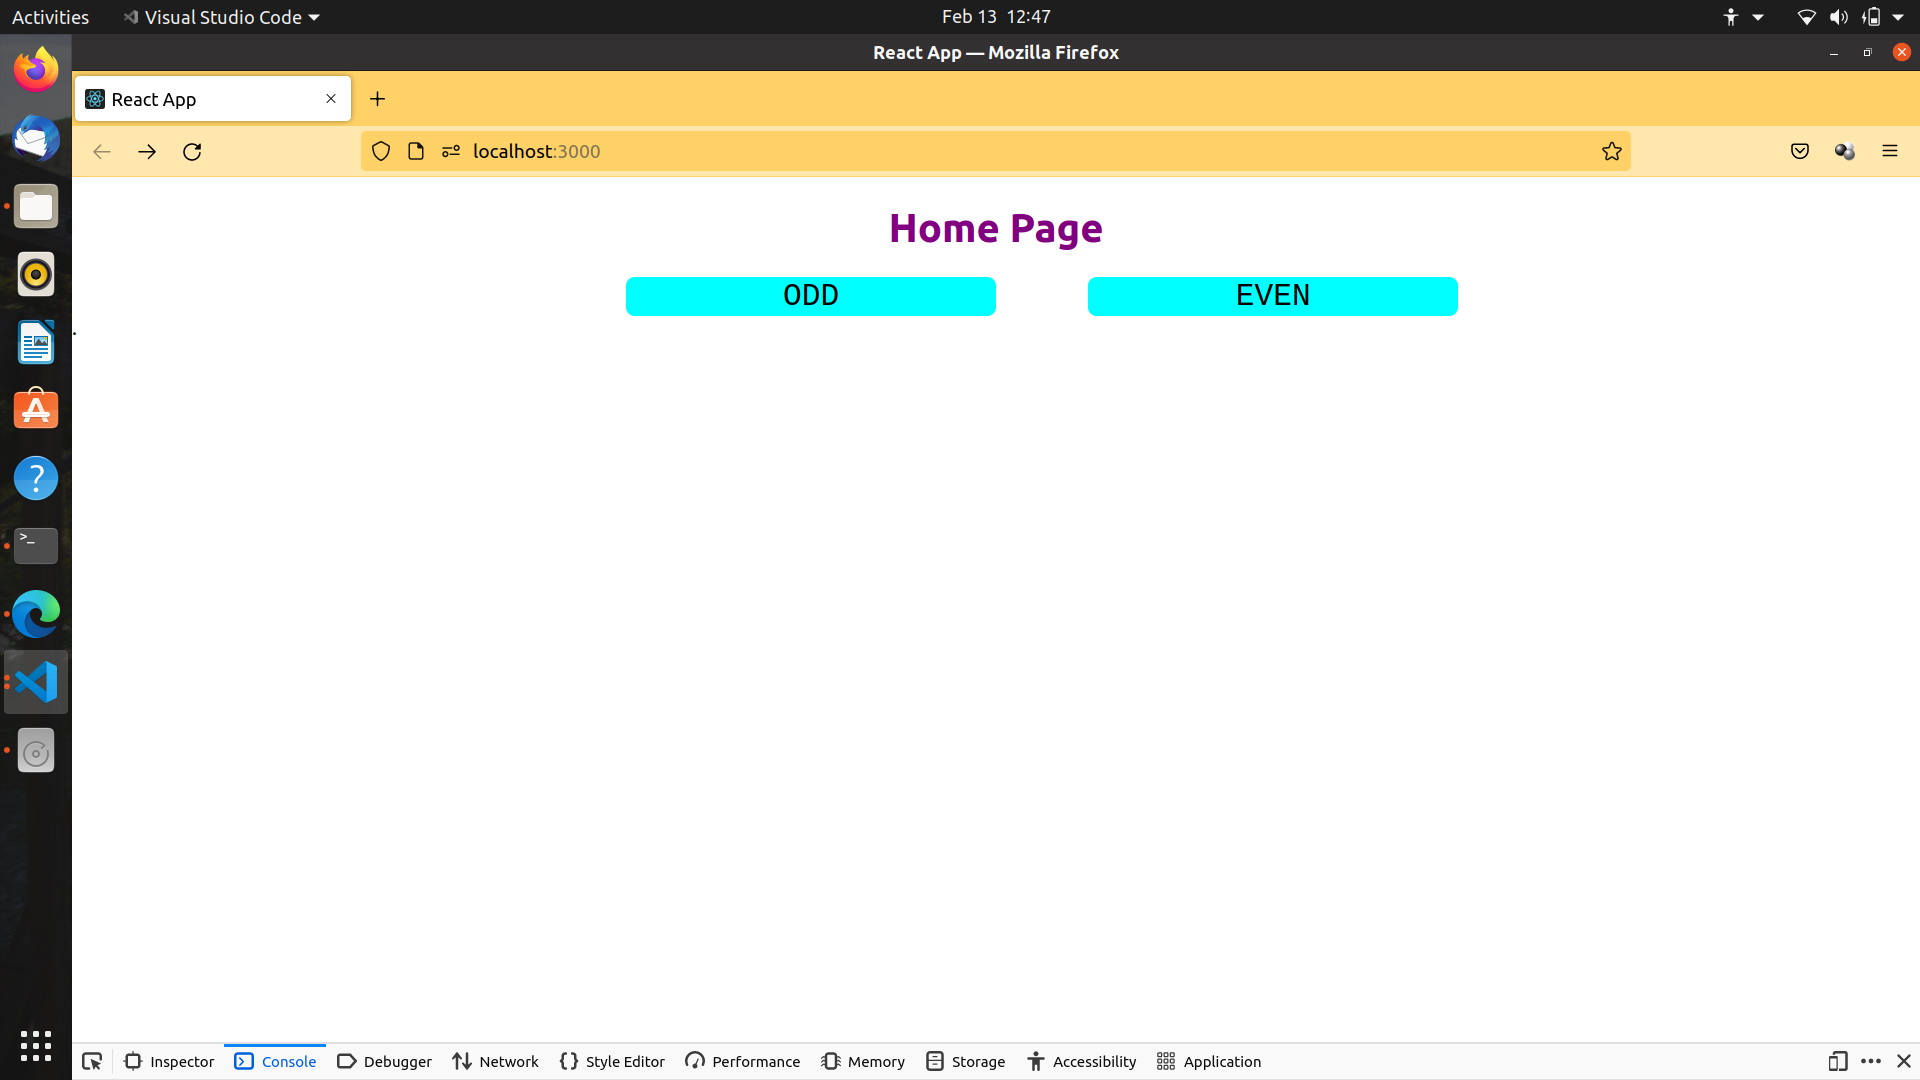 Activities Visual Studio Code Feb 13 12:47
React App — Mozilla Firefox
React App
localhost:3000
Home Page
ODD EVEN
.
Inspector Console Debugger Network Style Editor Performance Memory Storage Accessibility Application